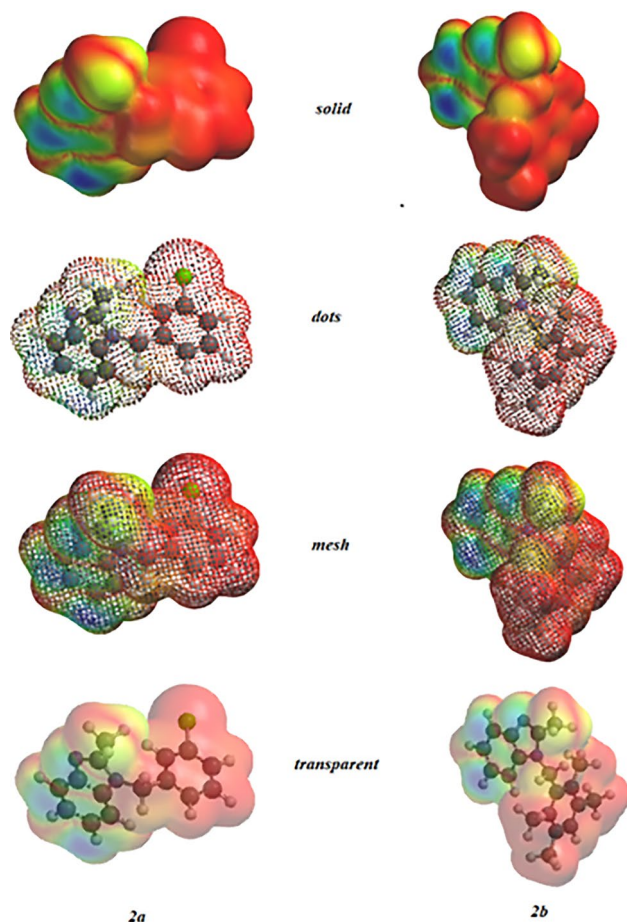 solid
dots
mesh
transparent
2a
2b